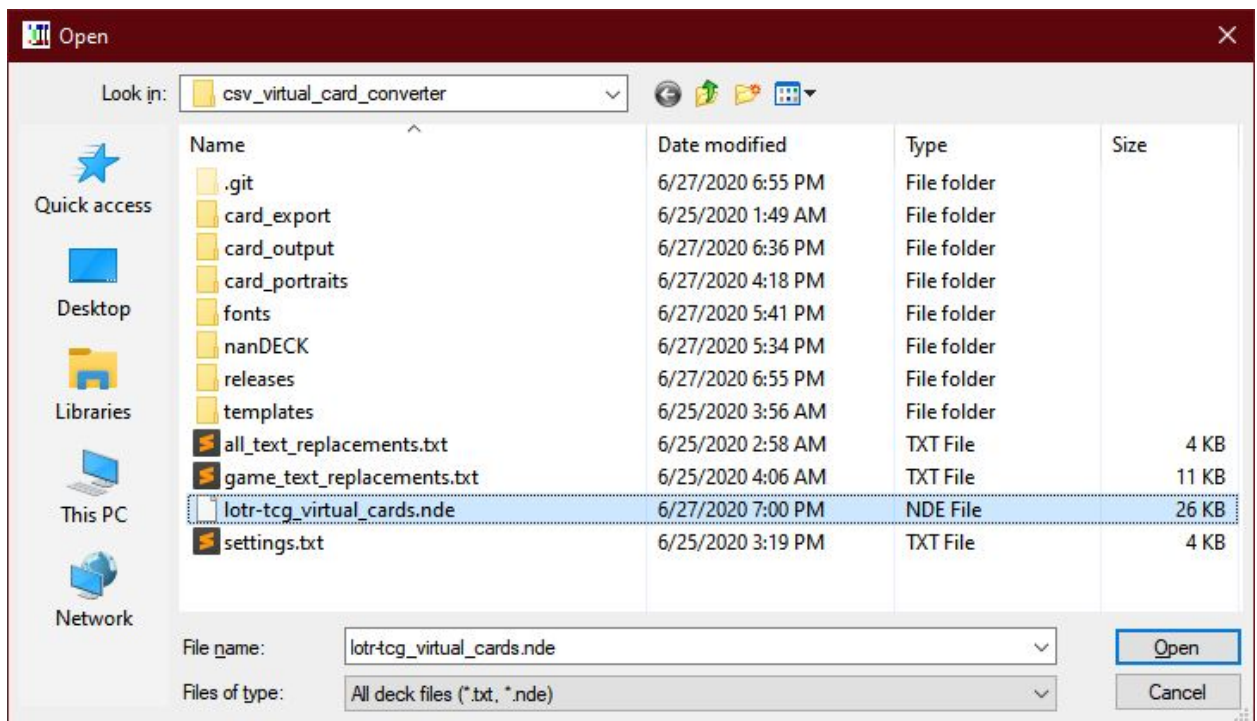 Open
Look in: csv_virtual_card_converter
Name Date modified Type Size
.git 6/27/2020 6:55 PM File folder
card_export 6/25/2020 1:49 AM File folder
card_output 6/27/2020 6:36 PM File folder
card_portraits 6/27/2020 4:18 PM File folder
fonts 6/27/2020 5:41 PM File folder
nanDECK 6/27/2020 5:34 PM File folder
releases 6/27/2020 6:55 PM File folder
templates 6/25/2020 3:56 AM File folder
all_text_replacements.txt 6/25/2020 2:58 AM TXT File 4 KB
game_text_replacements.txt 6/25/2020 4:06 AM TXT File 11 KB
lotr-tcg_virtual_cards.nde 6/27/2020 7:00 PM NDE File 26 KB
settings.txt 6/25/2020 3:19 PM TXT File 4 KB
Quick access
Desktop
Libraries
This PC
Network
File name: lotr-tcg_virtual_cards.nde Open
Files of type: All deck files (*.txt, *.nde) Cancel